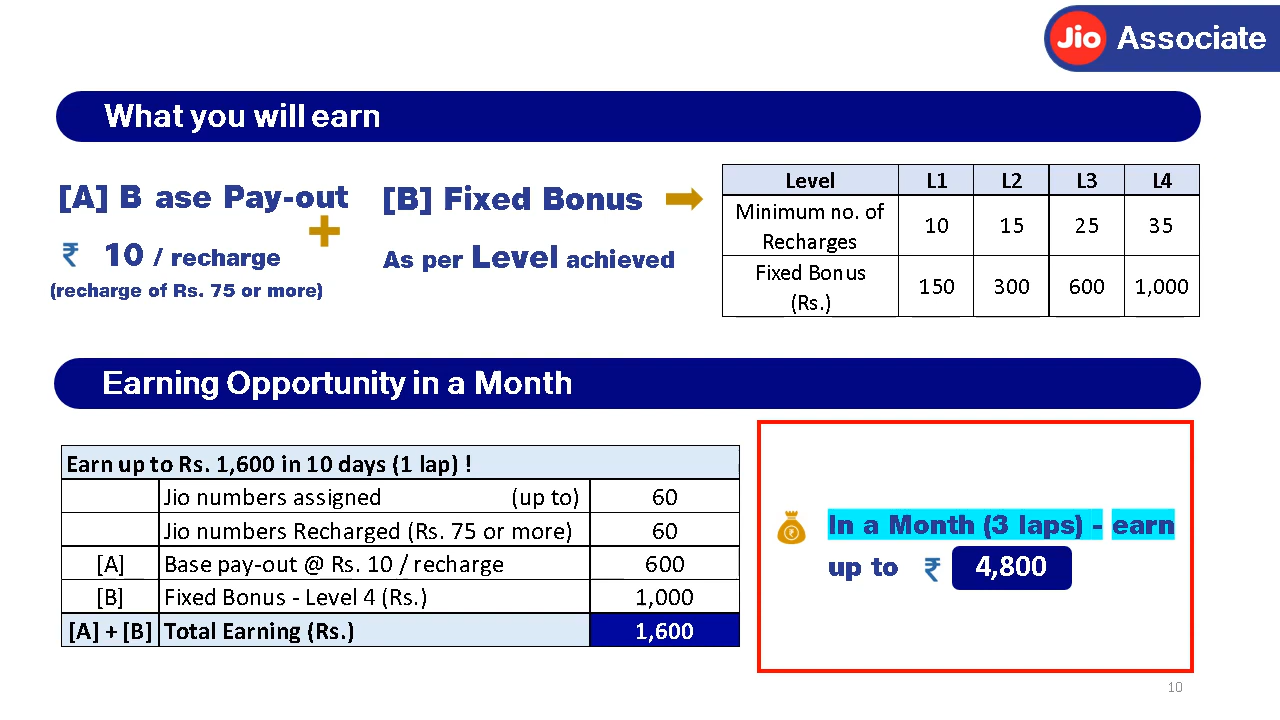 Jio Associate
What you will earn
[A] B ase Pay-out
+
₹ 10 / recharge
(recharge of Rs. 75 or more)
[B] Fixed Bonus
As per Level achieved
Level L1 L2 L3 L4
Minimum no. of
Recharges 10 15 25 35
Fixed Bonus
(Rs.) 150 300 600 1,000
Earning Opportunity in a Month
Earn up to Rs. 1,600 in 10 days (1 lap) !
Jio numbers assigned (up to) 60
Jio numbers Recharged (Rs. 75 or more) 60
[A] Base pay-out @ Rs. 10 / recharge 600
[B] Fixed Bonus - Level 4 (Rs.) 1,000
[A] + [B] Total Earning (Rs.) 1,600
In a Month (3 laps) - earn
up to ₹ 4,800
10